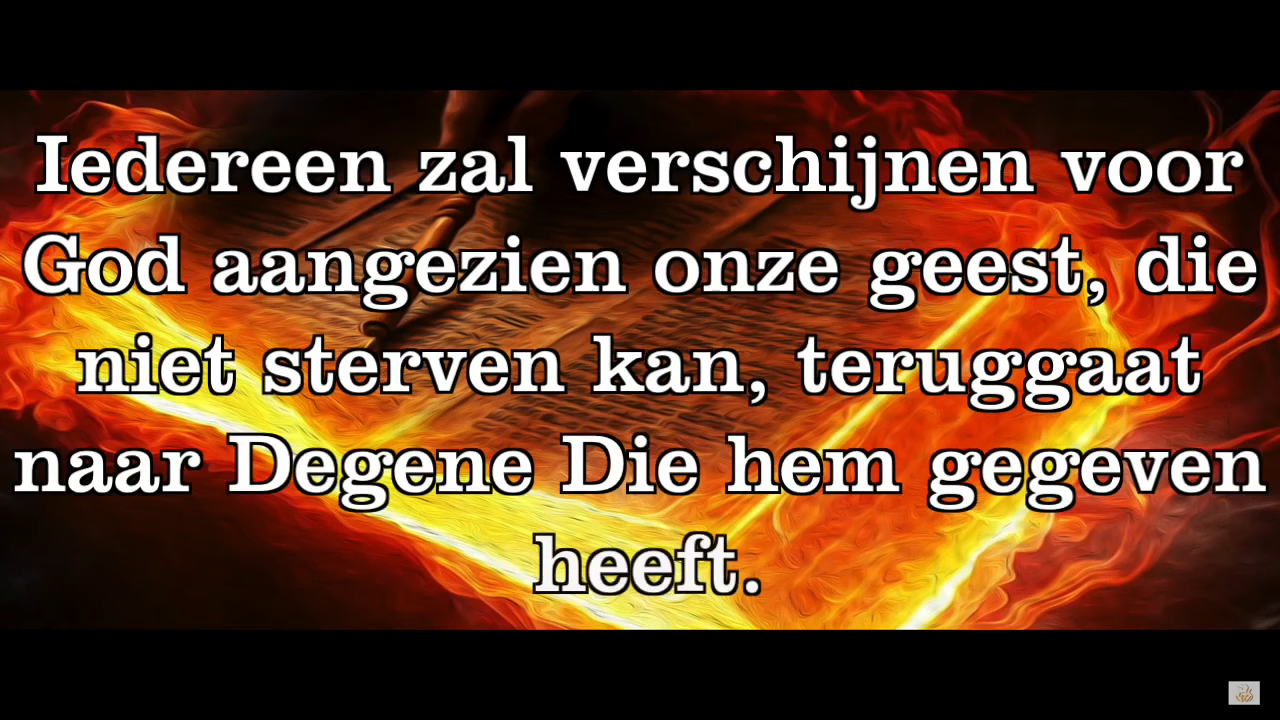 Iedereen zal verschijnen voor
God aangezien onze geest, die
niet sterven kan, teruggaat
naar Degene Die hem gegeven
heeft.